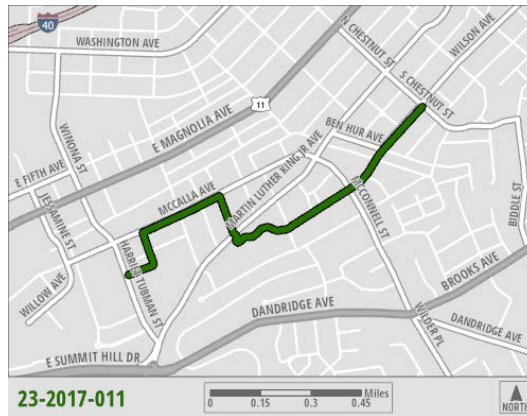 40
WASHINGTON AVE
N CHESTNUT ST
WILSON AVE
S CHESTNUT ST
11
E MAGNOLIA AVE
WINONA ST
BEN HUR AVE
E FIFTH AVE
MARTIN LUTHER KING JR AVE
MCCALLA AVE
MCCONNELL ST
BIDDLE ST
JESSAMINE ST
HARRIET TUBMAN ST
WILLOW AVE
BROOKS AVE
DANDRIDGE AVE
WILDER PL
DANDRIDGE AVE
E SUMMIT HILL DR
23-2017-011
Miles
0 0.15 0.3 0.45
NORTH